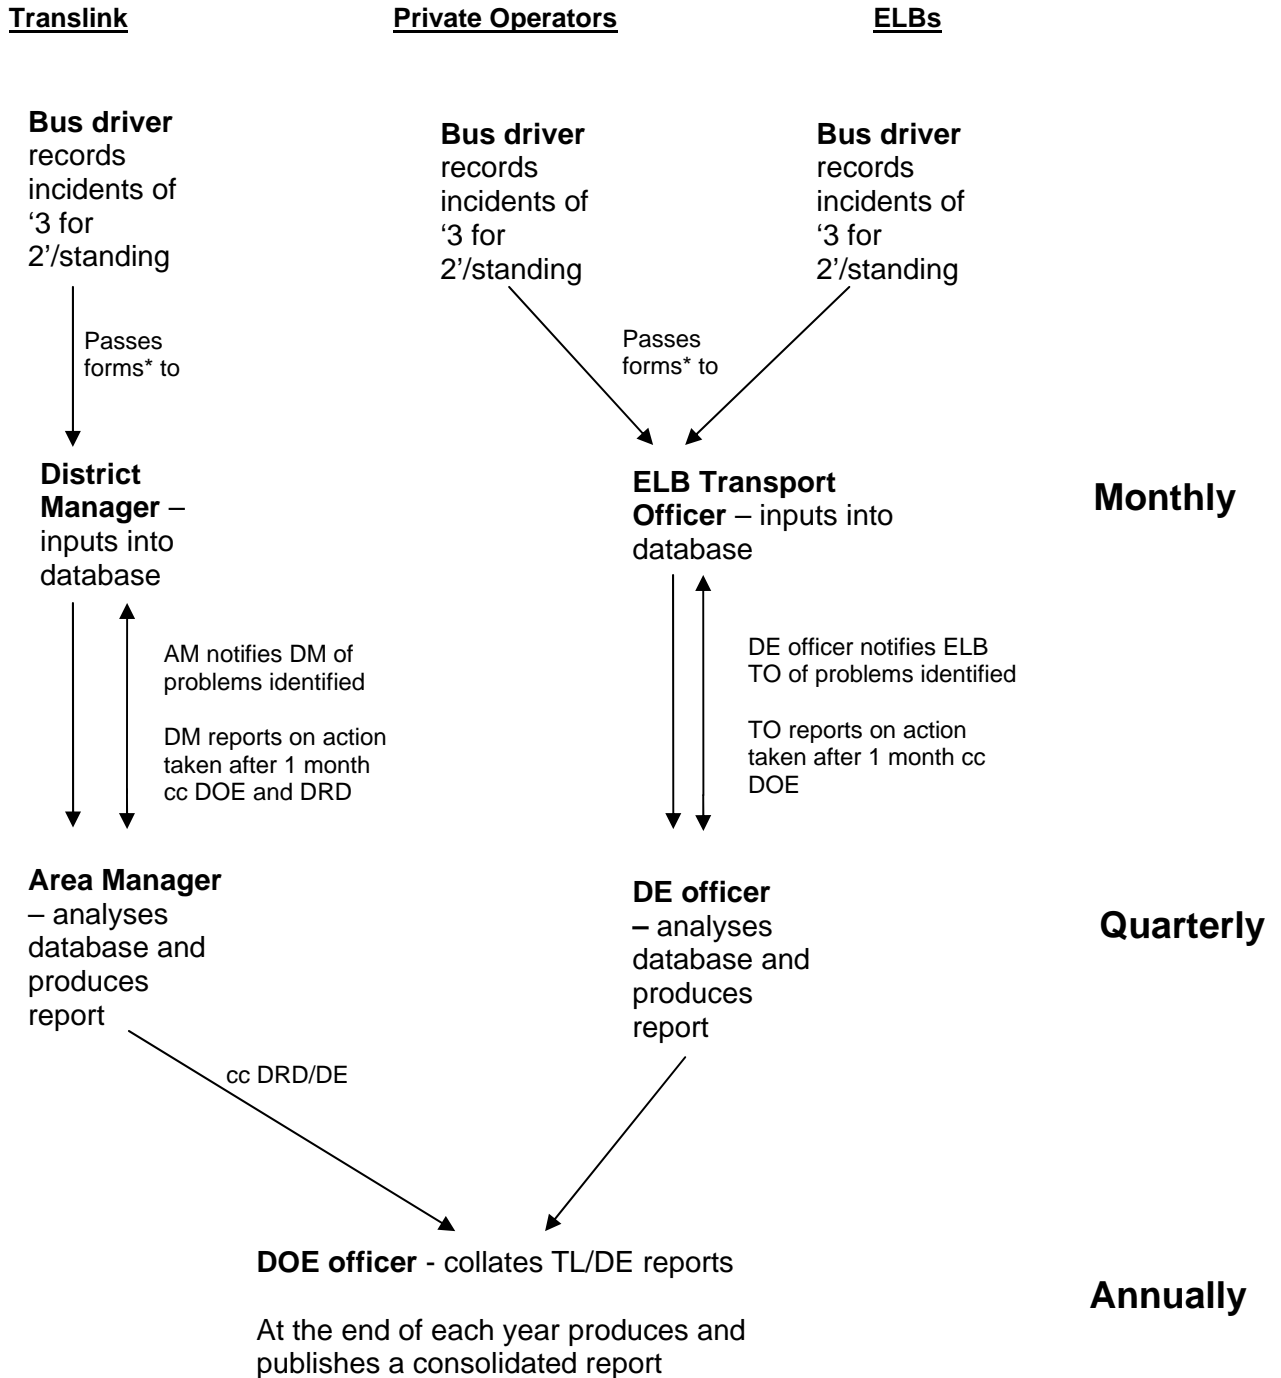 Translink
Private Operators
ELBs
Bus driver
records
incidents of
‘3 for
2’/standing
Bus driver
records
incidents of
‘3 for
2’/standing
Bus driver
records
incidents of
‘3 for
2’/standing
Passes
forms* to
Passes
forms* to
District
Manager –
inputs into
database
ELB Transport
Officer – inputs into
database
Monthly
AM notifies DM of
problems identified
DM reports on action
taken after 1 month
cc DOE and DRD
DE officer notifies ELB
TO of problems identified
TO reports on action
taken after 1 month cc
DOE
Area Manager
– analyses
database and
produces
report
DE officer
– analyses
database and
produces
report
Quarterly
cc DRD/DE
DOE officer - collates TL/DE reports
At the end of each year produces and
publishes a consolidated report
Annually